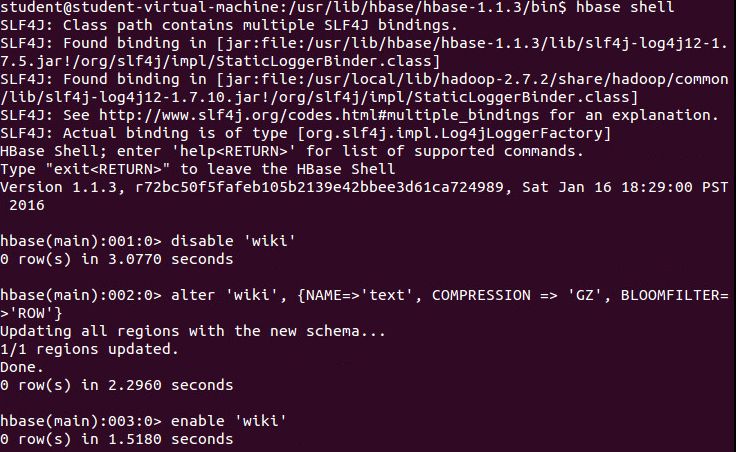 student@student-virtual-machine:/usr/lib/hbase/hbase-1.1.3/bin$ hbase shell
SLF4J: Class path contains multiple SLF4J bindings.
SLF4J: Found binding in [jar:file:/usr/lib/hbase/hbase-1.1.3/lib/slf4j-log4j12-1.
7.5.jar!/org/slf4j/impl/StaticLoggerBinder.class]
SLF4J: Found binding in [jar:file:/usr/local/lib/hadoop-2.7.2/share/hadoop/common
/lib/slf4j-log4j12-1.7.10.jar!/org/slf4j/impl/StaticLoggerBinder.class]
SLF4J: See http://www.slf4j.org/codes.html#multiple_bindings for an explanation.
SLF4J: Actual binding is of type [org.slf4j.impl.Log4jLoggerFactory]
HBase Shell; enter 'help<RETURN>' for list of supported commands.
Type "exit<RETURN>" to leave the HBase Shell
Version 1.1.3, r72bc50f5fafeb105b2139e42bbee3d61ca724989, Sat Jan 16 18:29:00 PST
 2016
hbase(main):001:0> disable 'wiki'
0 row(s) in 3.0770 seconds
hbase(main):002:0> alter 'wiki', {NAME=>'text', COMPRESSION => 'GZ', BLOOMFILTER=
>'ROW'}
Updating all regions with the new schema...
1/1 regions updated.
Done.
0 row(s) in 2.2960 seconds
hbase(main):003:0> enable 'wiki'
0 row(s) in 1.5180 seconds